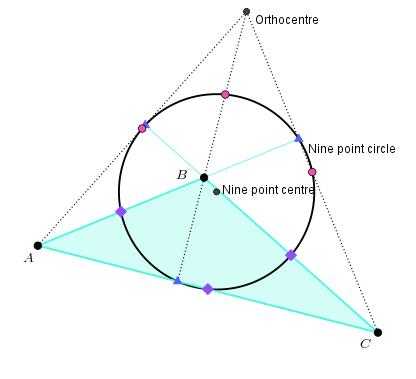 Orthocentre
Nine point circle
B
Nine point centre
A
C